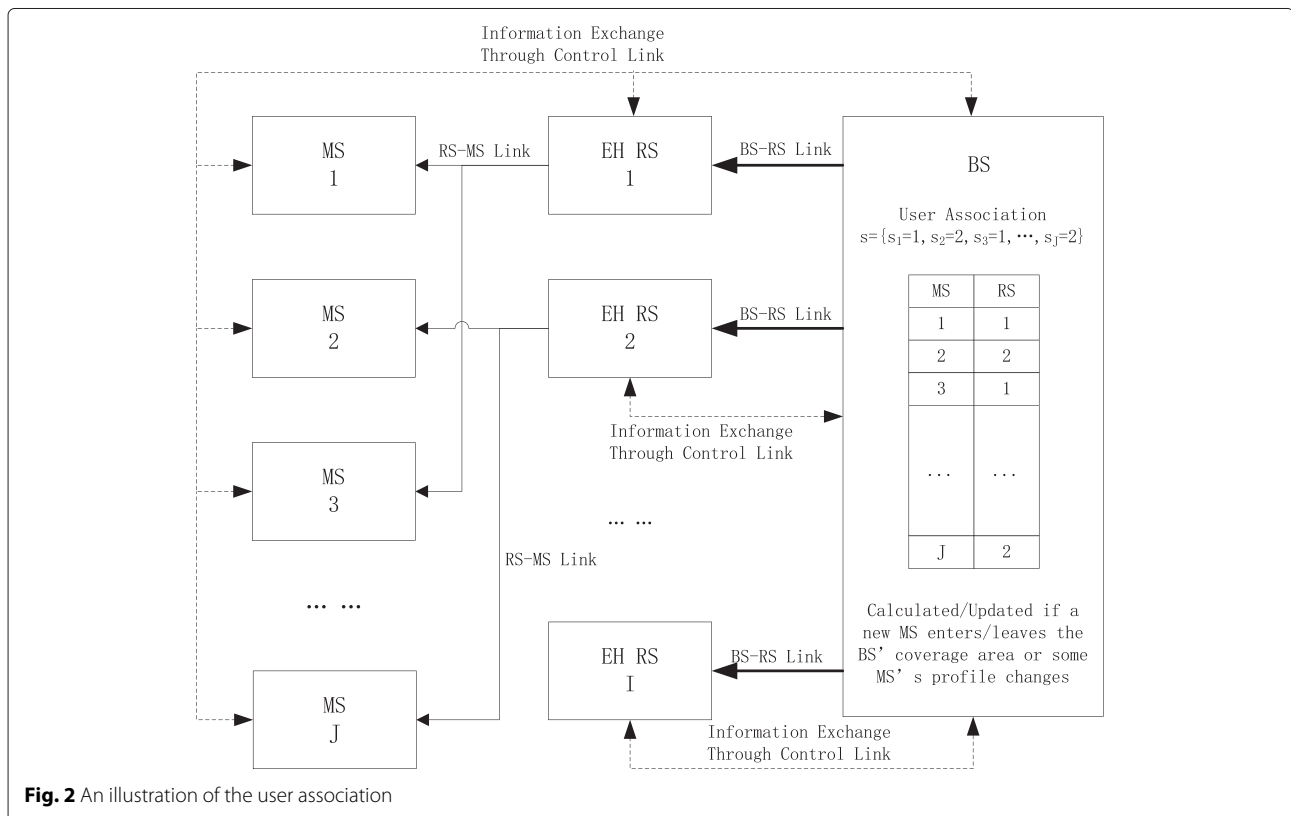 Information Exchange
Through Control Link
MS
1
RS-MS Link
EH RS
1
BS-RS Link
BS
User Association
s={s₁=1, s₂=2, s₃=1, ···, s_J=2}
MS RS
1 1
2 2
3 1
... ...
J 2
Calculated/Updated if a
new MS enters/leaves the
BS' coverage area or some
MS' s profile changes
MS
2
EH RS
2
BS-RS Link
Information Exchange
Through Control Link
MS
3
... ...
RS-MS Link
... ...
MS
J
EH RS
I
BS-RS Link
Information Exchange
Through Control Link
Fig. 2 An illustration of the user association